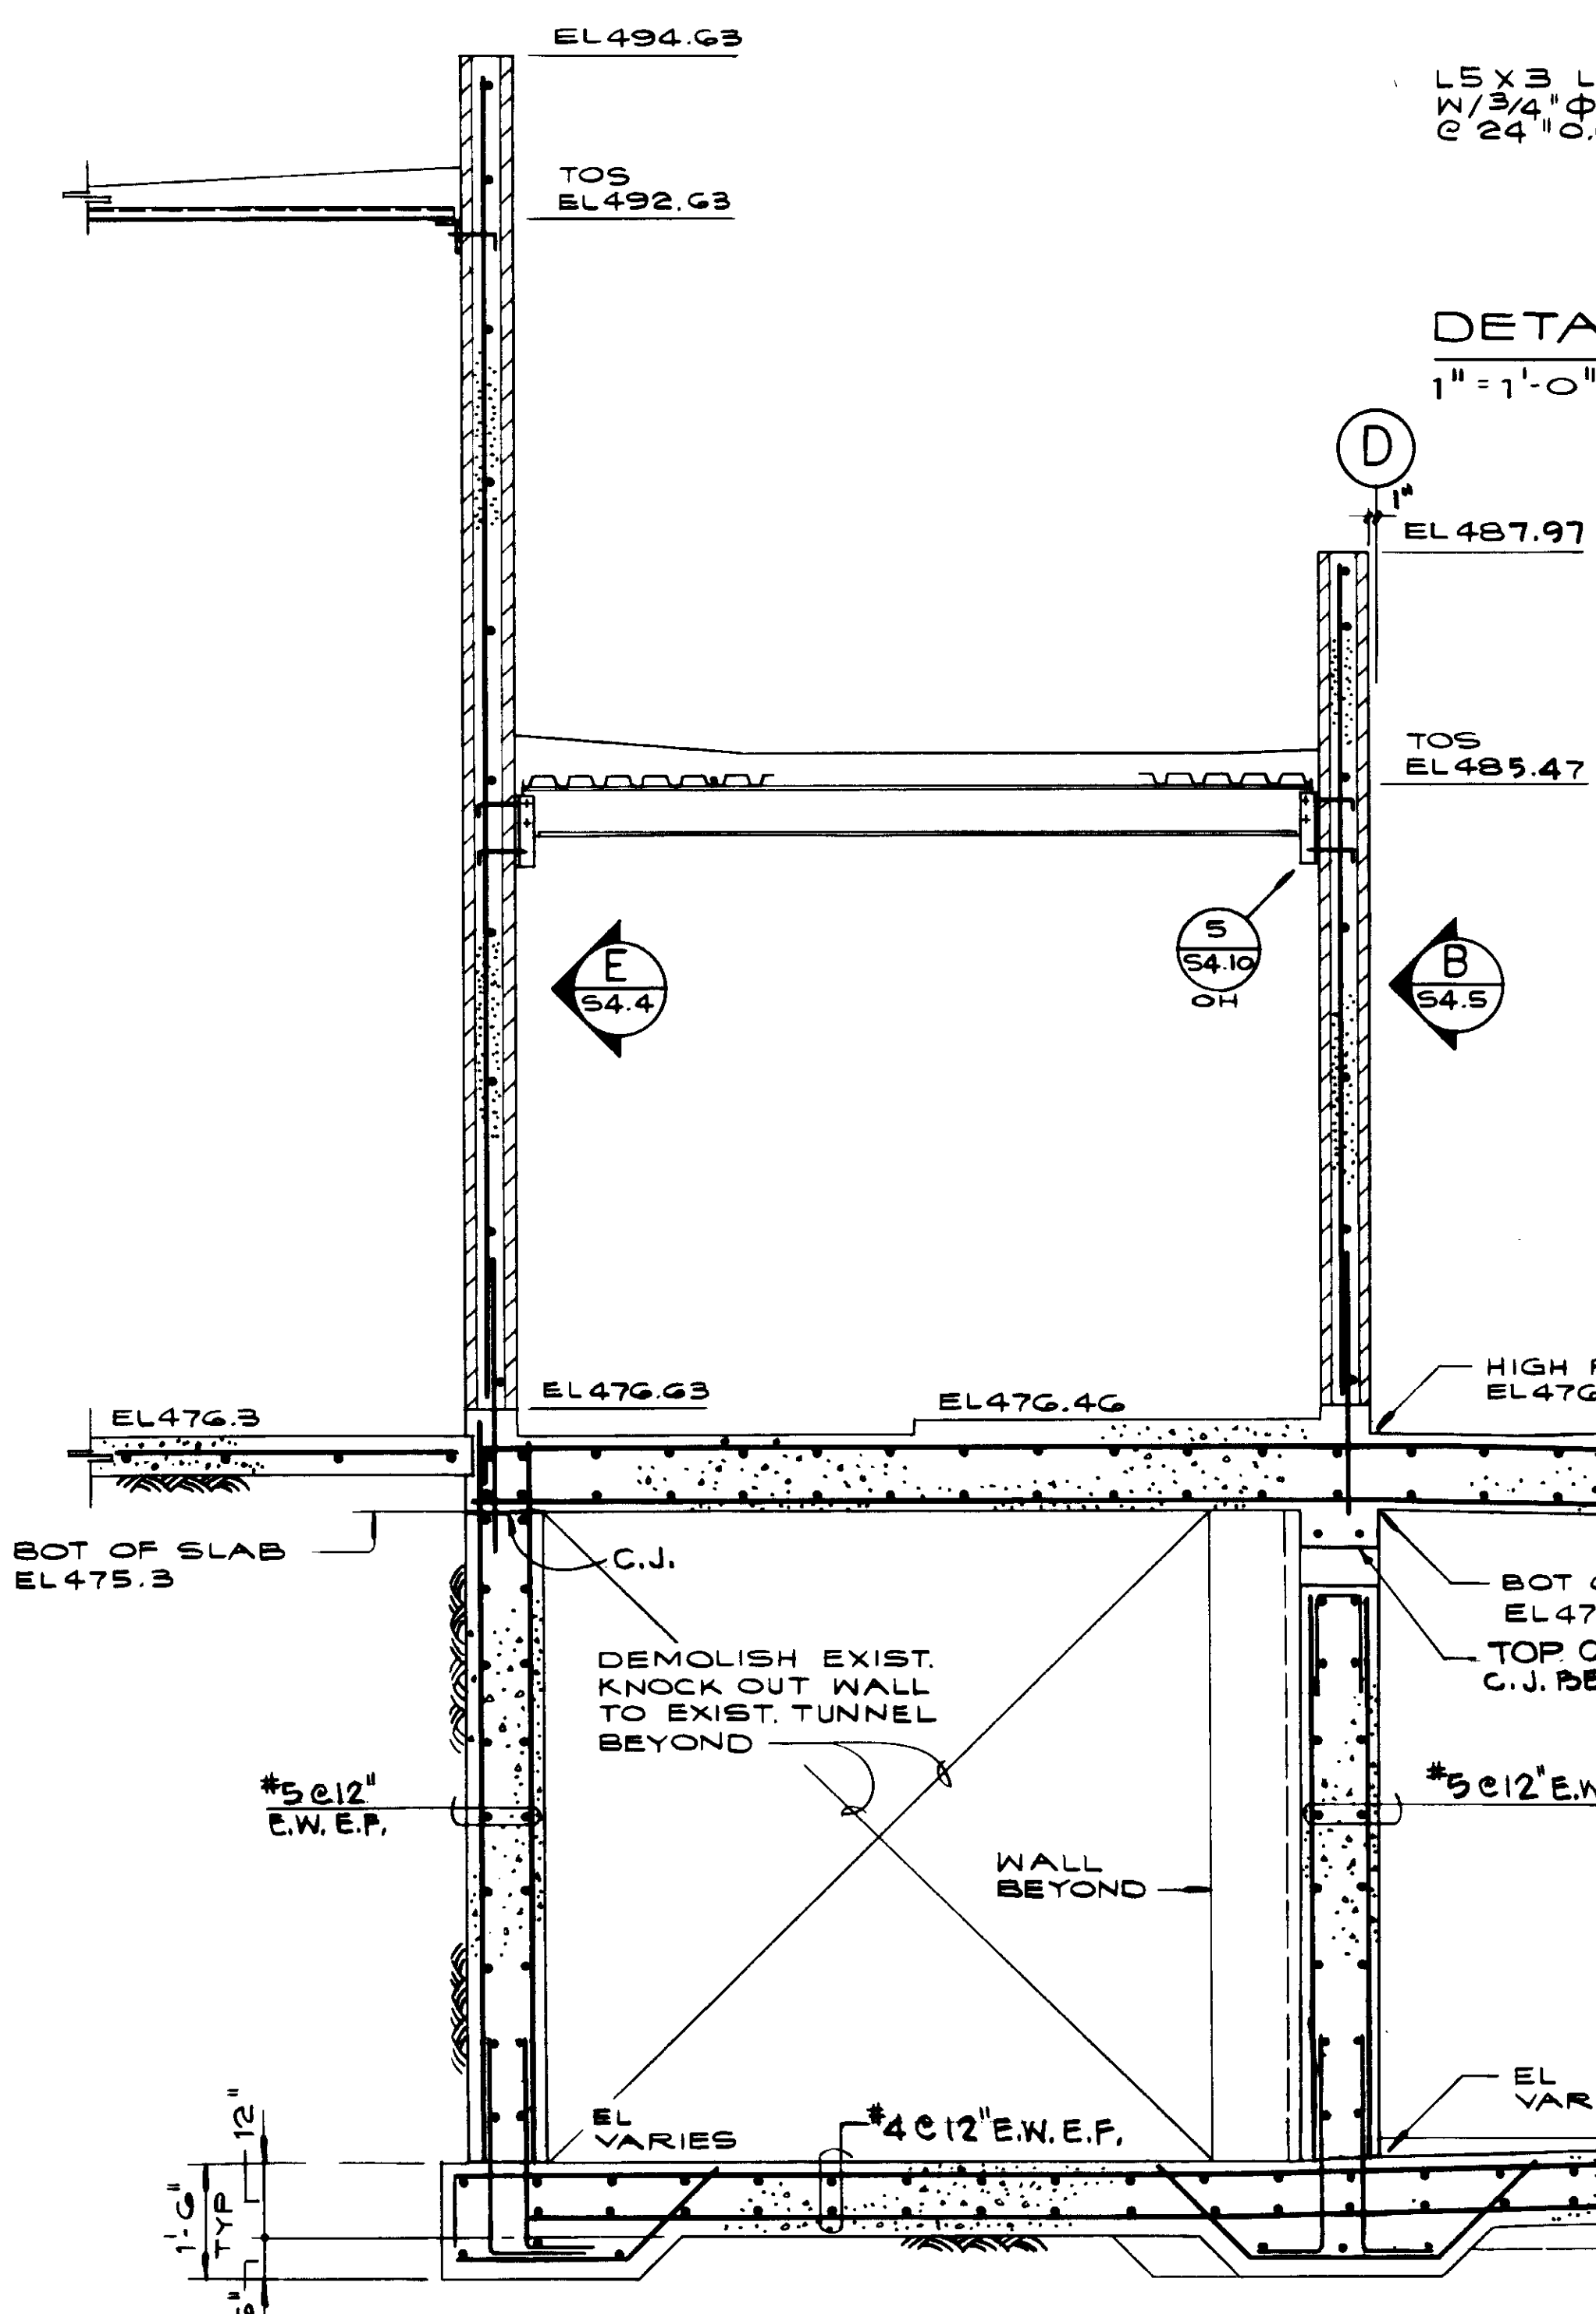 EL494.63
L5X3 L
W/3/4"Φ
@ 24"O.
TOS
EL492.63
DETA
1" = 1'-0"
D
1"
EL487.97
TOS
EL485.47
E
S4.4
5
S4.10
OH
B
S4.5
HIGH
EL476
EL476.63
EL476.46
EL476.3
BOT OF SLAB
EL475.3
C.J.
BOT
EL47
TOP O
C.J. BE
DEMOLISH EXIST.
KNOCK OUT WALL
TO EXIST. TUNNEL
BEYOND
#5@12"
E.W. E.F.
#5@12" E.W
WALL
BEYOND
EL
VARIES
#4@12"E.W. E.F.
EL
VAR
12"
1'-6"
TYP